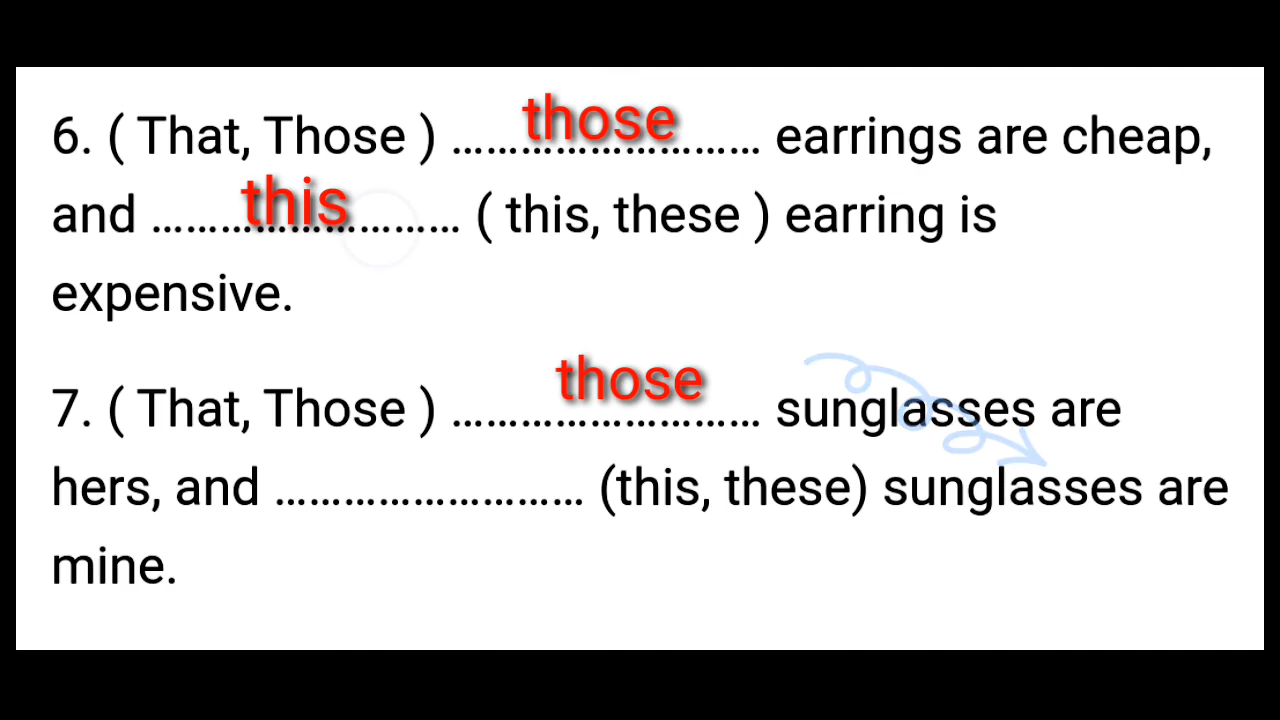 6. ( That, Those ) ........................... those earrings are cheap,
and ........................... this ( this, these ) earring is
expensive.
7. ( That, Those ) ........................... those sunglasses are
hers, and ........................... (this, these) sunglasses are
mine.